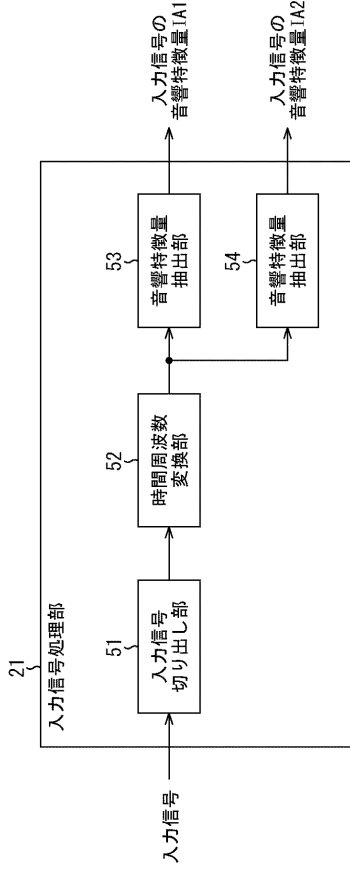 21
入力信号処理部
入力信号
51
入力信号
切り出し部
52
時間周波数
変換部
53
音響特徴量
抽出部
入力信号の
音響特徴量IA1
54
音響特徴量
抽出部
入力信号の
音響特徴量IA2